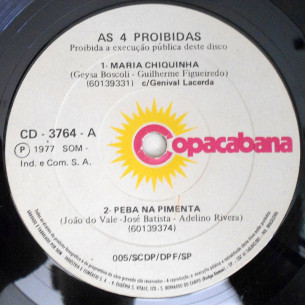 AS 4 PROIBIDAS
Proibida a execução pública deste disco
1- MARIA CHIQUINHA
(Geysa Boscoli - Guilherme Figueiredo)
(60139331) c/Genival Lacerda
CD - 3764 - A
Ⓟ 1977 SOM -
Ind. e Com. S. A.
Copacabana
2- PEBA NA PIMENTA
(João do Vale -José Batista - Adelino Rivera)
(60139374)
005/SCDP/DPF/SP